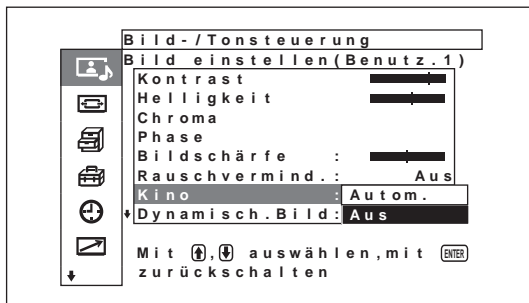 Bild-/Tonsteuerung
Bild einstellen(Benutz.1)
Kontrast
Helligkeit
Chroma
Phase
Bildschärfe :
Rauschvermind.: Aus
Kino : Autom.
Dynamisch.Bild: Aus
Mit ,  auswählen,mit ENTER
zurückschalten